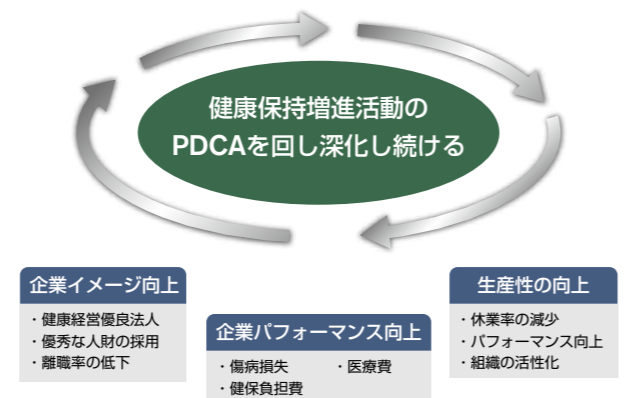 健康保持増進活動の
PDCAを回し深化し続ける
企業イメージ向上
・健康経営優良法人
・優秀な人財の採用
・離職率の低下
企業パフォーマンス向上
・傷病損失　・医療費
・健保負担費
生産性の向上
・休業率の減少
・パフォーマンス向上
・組織の活性化